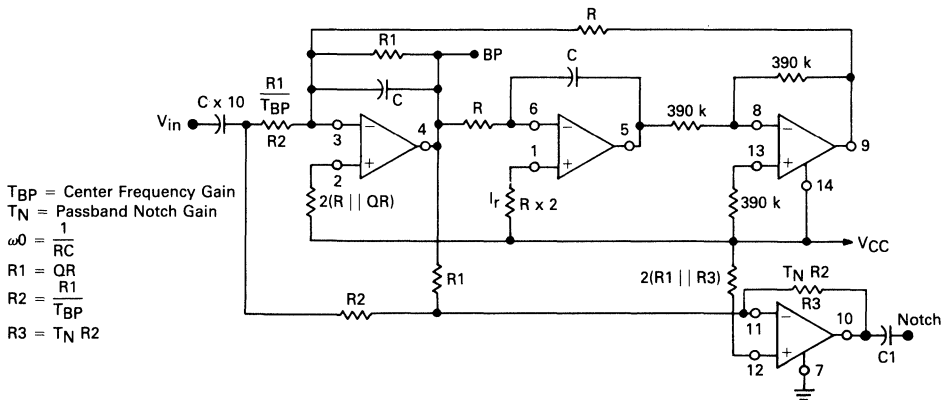 R
R1
BP
C
C x 10
R1
T_BP
R2
V_in
3
2
4
2(R || QR)
R
C
6
1
5
I_r
R x 2
390 k
390 k
8
13
9
14
390 k
V_CC
T_BP = Center Frequency Gain
T_N = Passband Notch Gain
ω0 = 1
RC
R1 = QR
R2 = R1
T_BP
R3 = T_N R2
R1
R2
2(R1 || R3)
T_N R2
R3
11
12
10
7
Notch
C1